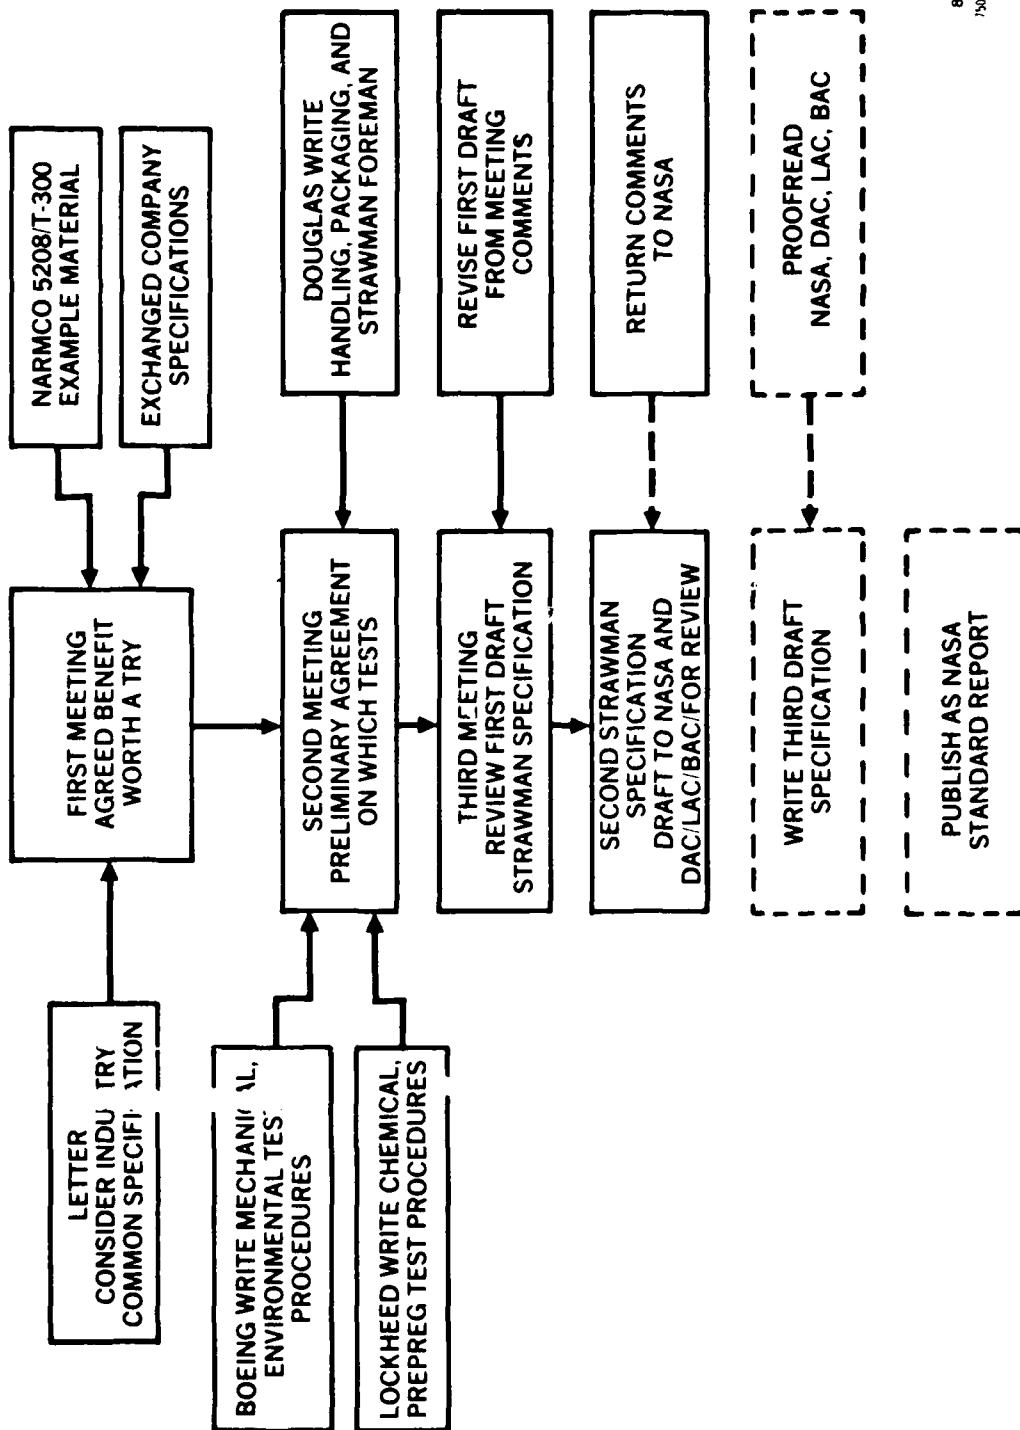 LETTER
CONSIDER INDU TRY
COMMON SPECIFI ATION
FIRST MEETING
AGREED BENEFIT
WORTH A TRY
NARMCO 5208/T-300
EXAMPLE MATERIAL
EXCHANGED COMPANY
SPECIFICATIONS
BOEING WRITE MECHANI AL,
ENVIRONMENTAL TES
PROCEDURES
LOCKHEED WRITE CHEMICAL,
PREPREG TEST PROCEDURES
SECOND MEETING
PRELIMINARY AGREEMENT
ON WHICH TESTS
DOUGLAS WRITE
HANDLING, PACKAGING, AND
STRAWMAN FOREMAN
THIRD MEETING
REVIEW FIRST DRAFT
STRAWMAN SPECIFICATION
REVISE FIRST DRAFT
FROM MEETING
COMMENTS
SECOND STRAWMAN
SPECIFICATION
DRAFT TO NASA AND
DAC/LAC/BAC/FOR REVIEW
RETURN COMMENTS
TO NASA
WRITE THIRD DRAFT
SPECIFICATION
PROOFREAD
NASA, DAC, LAC, BAC
PUBLISH AS NASA
STANDARD REPORT